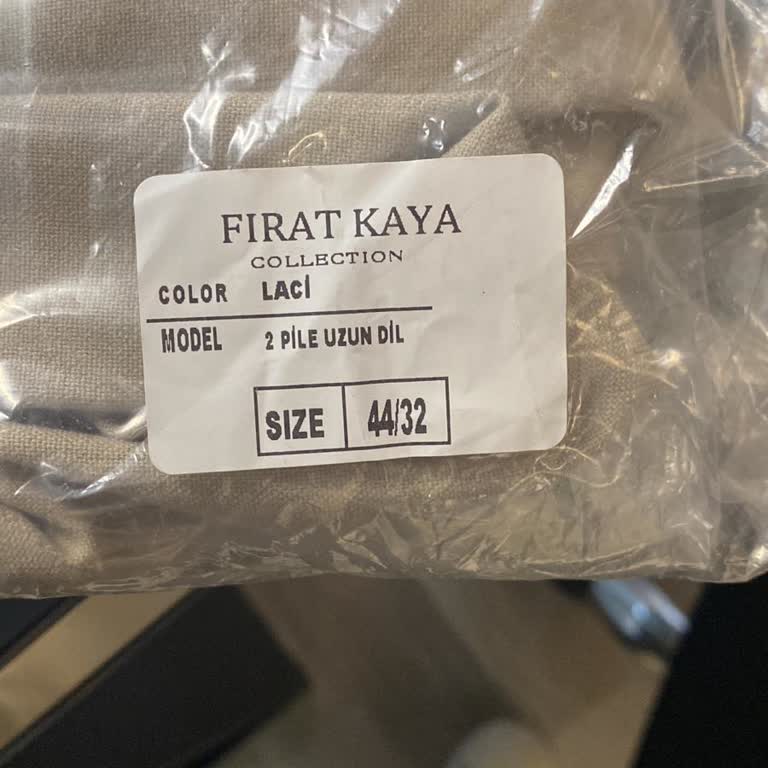 FIRAT KAYA
COLLECTION
COLOR LACİ
MODEL 2 PİLE UZUN DİL
SIZE 44/32